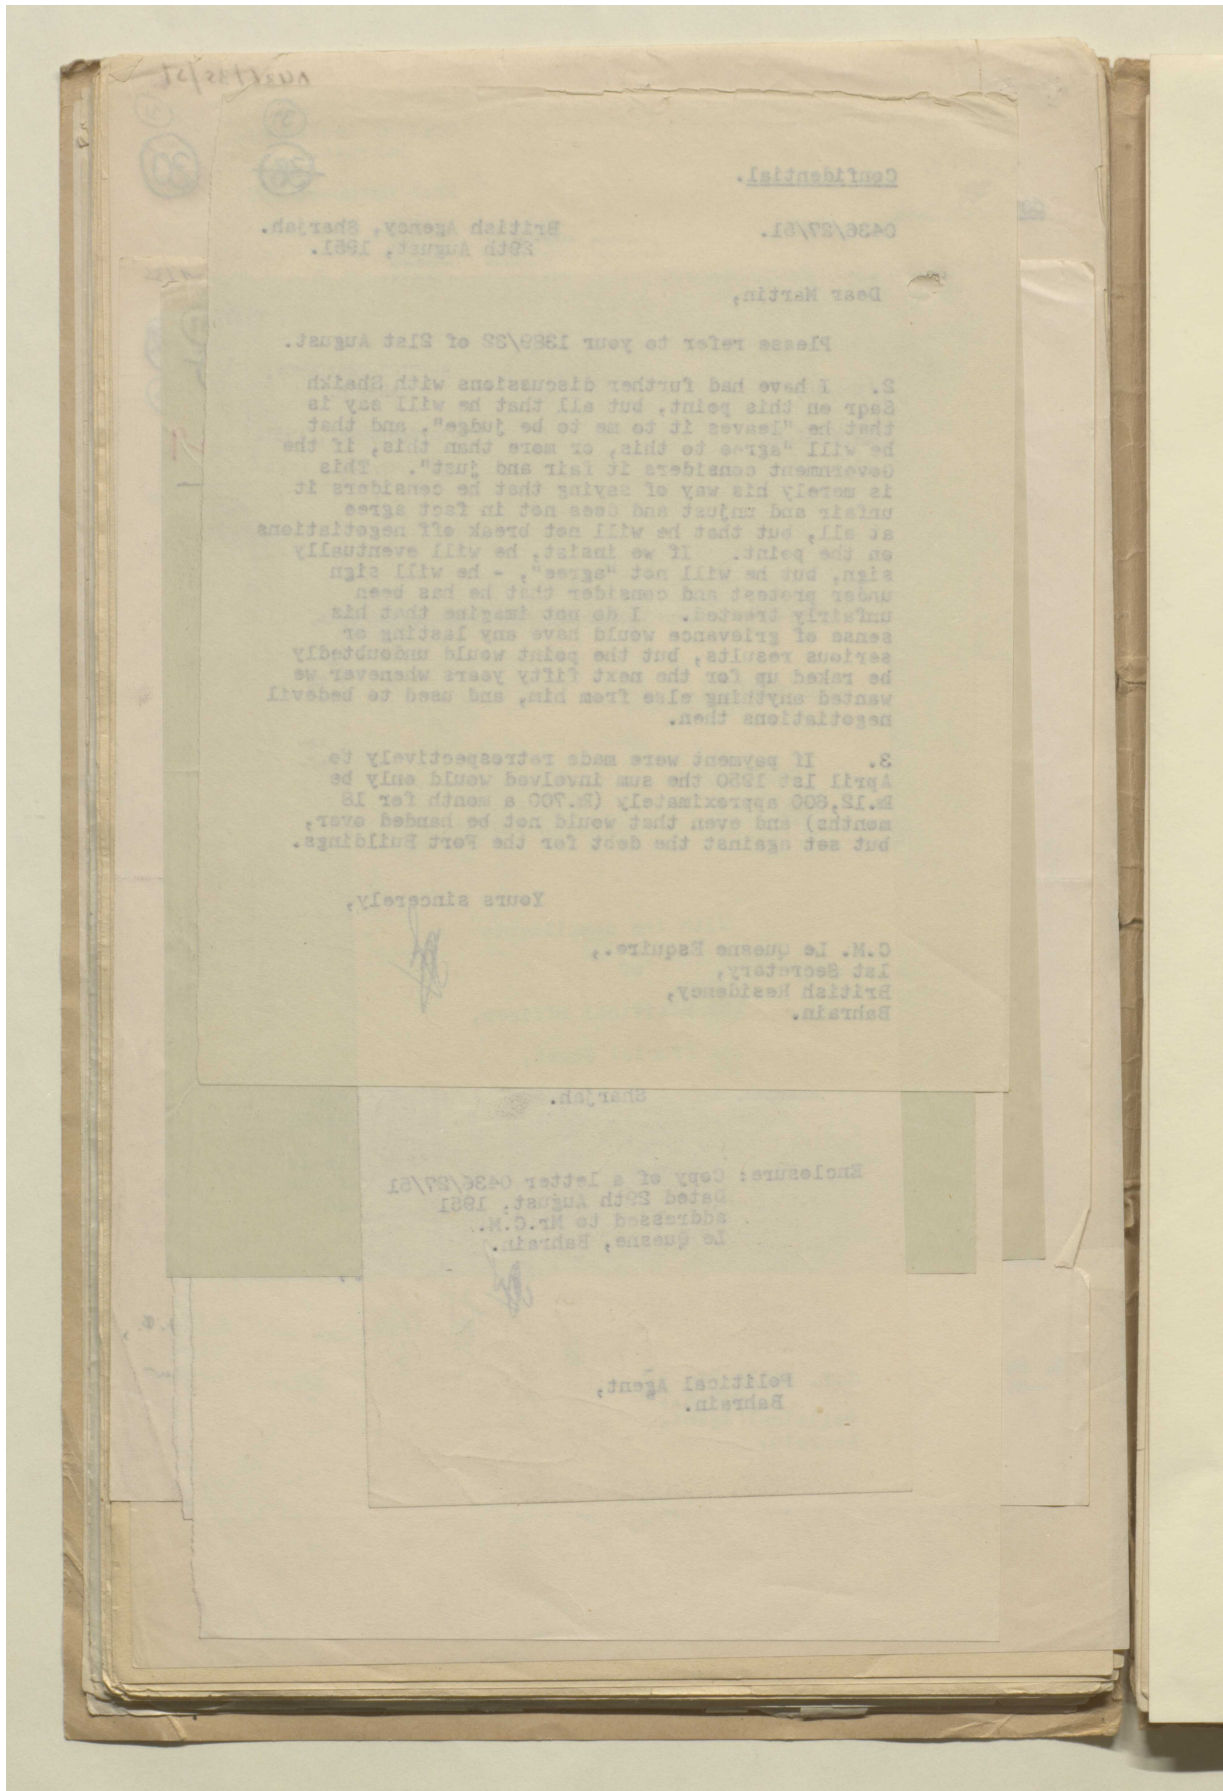 Confidential.
0436/27/51.
British Agency, Sharjah.
29th August, 1951.
Dear Martin,
Please refer to your 1389/32 of 21st August.
2. I have had further discussions with Shaikh
Saqr on this point, but all that he will say is
that he "leaves it to me to be judge", and that
he will "agree to this, or more than this, if the
Government considers it fair and just". This
is merely his way of saying that he considers it
unfair and unjust and does not in fact agree
at all, but that he will not break off negotiations
on the point. If we insist, he will eventually
sign, but he will not "agree", - he will sign
under protest and consider that he has been
unfairly treated. I do not imagine that his
sense of grievance would have any lasting or
serious results, but the point would undoubtedly
be raked up for the next fifty years whenever we
wanted anything else from him, and used to bedevil
negotiations then.
3. If payment were made retrospectively to
April 1st 1950 the sum involved would only be
Rs.12,600 approximately (Rs.700 a month for 18
months) and even that would not be handed over,
but set against the debt for the Fort Buildings.
Yours sincerely,
C.M. Le Quesne Esquire.,
1st Secretary,
British Residency,
Bahrain.
Sharjah.
Enclosure: Copy of a letter 0436/27/51
Dated 29th August, 1951
addressed to Mr.C.M.
Le Quesne, Bahrain.
Political Agent,
Bahrain.